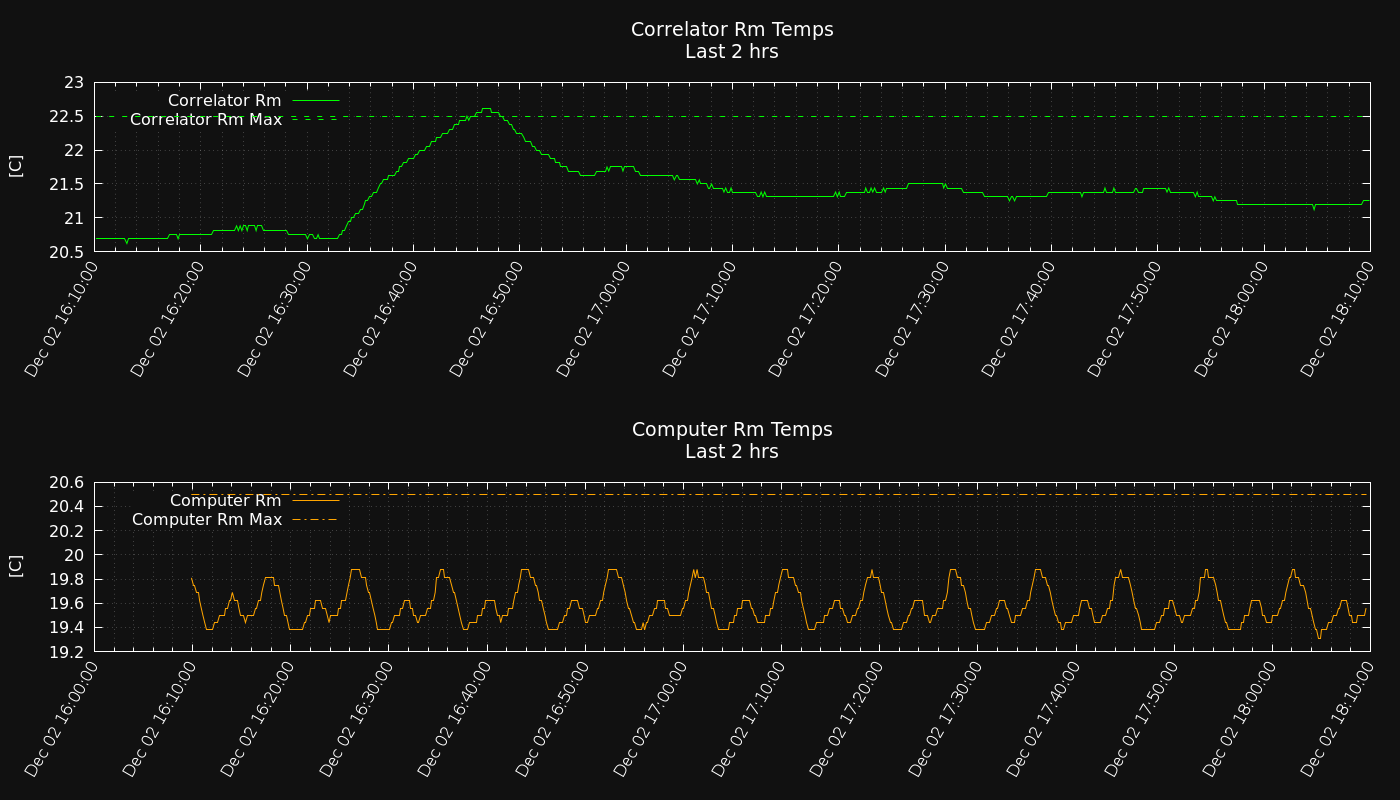 Correlator Rm Temps
Last 2 hrs
23
22.5
22
21.5
21
20.5
[C]
Correlator Rm
Correlator Rm Max
Dec 02 16:10:00
Dec 02 16:20:00
Dec 02 16:30:00
Dec 02 16:40:00
Dec 02 16:50:00
Dec 02 17:00:00
Dec 02 17:10:00
Dec 02 17:20:00
Dec 02 17:30:00
Dec 02 17:40:00
Dec 02 17:50:00
Dec 02 18:00:00
Dec 02 18:10:00
Computer Rm Temps
Last 2 hrs
20.6
20.4
20.2
20
19.8
19.6
19.4
19.2
[C]
Computer Rm
Computer Rm Max
Dec 02 16:00:00
Dec 02 16:10:00
Dec 02 16:20:00
Dec 02 16:30:00
Dec 02 16:40:00
Dec 02 16:50:00
Dec 02 17:00:00
Dec 02 17:10:00
Dec 02 17:20:00
Dec 02 17:30:00
Dec 02 17:40:00
Dec 02 17:50:00
Dec 02 18:00:00
Dec 02 18:10:00